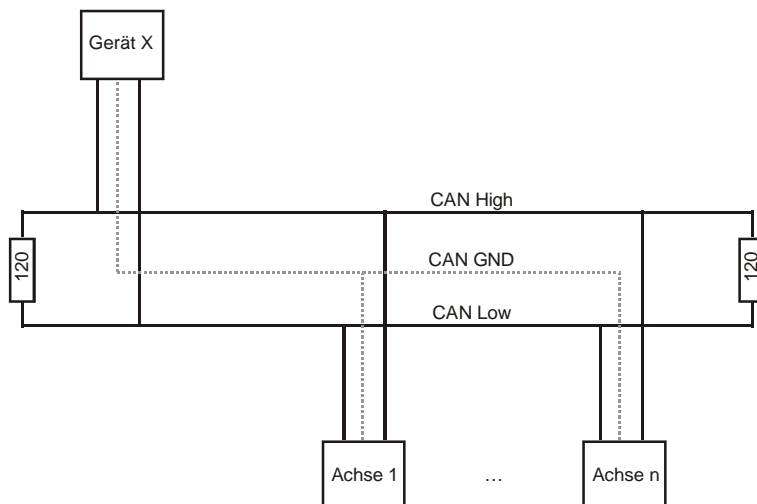 Gerät X
CAN High
120
CAN GND
120
CAN Low
Achse 1
...
Achse n